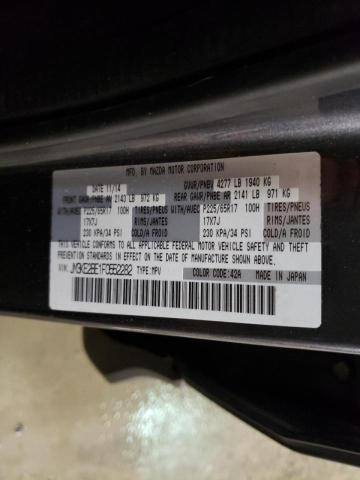 MFD. BY MAZDA MOTOR CORPORATION
DATE 11/14 GVWR/PNBV 4277 LB 1940 KG
FRONT GAWR/PNBE AV 2140 LB 972 KG REAR GAWR/PNBE AR 2141 LB 971 KG
WITH/AVEC P225/65R17 100H TIRES/PNEUS WITH/AVEC P225/65R17 100H TIRES/PNEUS
17X7J RIMS/JANTES 17X7J RIMS/JANTES
230 KPA/34 PSI COLD/A FROID 230 KPA/34 PSI COLD/A FROID
THIS VEHICLE CONFORMS TO ALL APPLICABLE FEDERAL MOTOR VEHICLE SAFETY AND
THEFT PREVENTION STANDARDS IN EFFECT ON THE DATE OF MANUFACTURE SHOWN
ABOVE.
TYPE:MPV COLOR CODE:42A MADE IN JAPAN